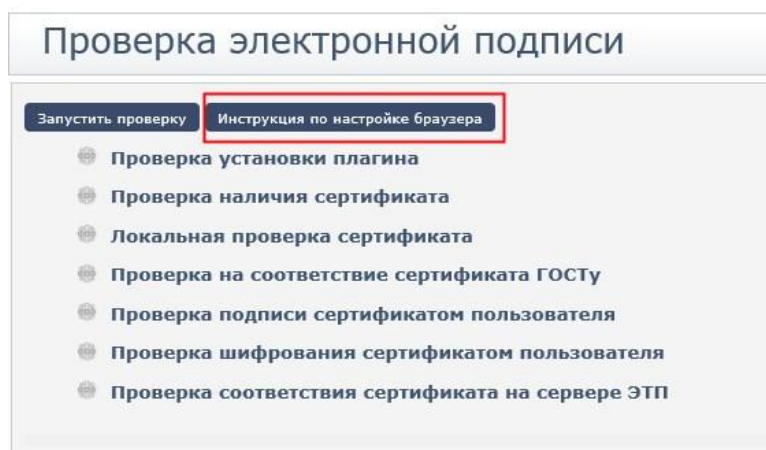 Проверка электронной подписи
Запустить проверку Инструкция по настройке браузера
Проверка установки плагина
Проверка наличия сертификата
Локальная проверка сертификата
Проверка на соответствие сертификата ГОСТу
Проверка подписи сертификатом пользователя
Проверка шифрования сертификатом пользователя
Проверка соответствия сертификата на сервере ЭТП